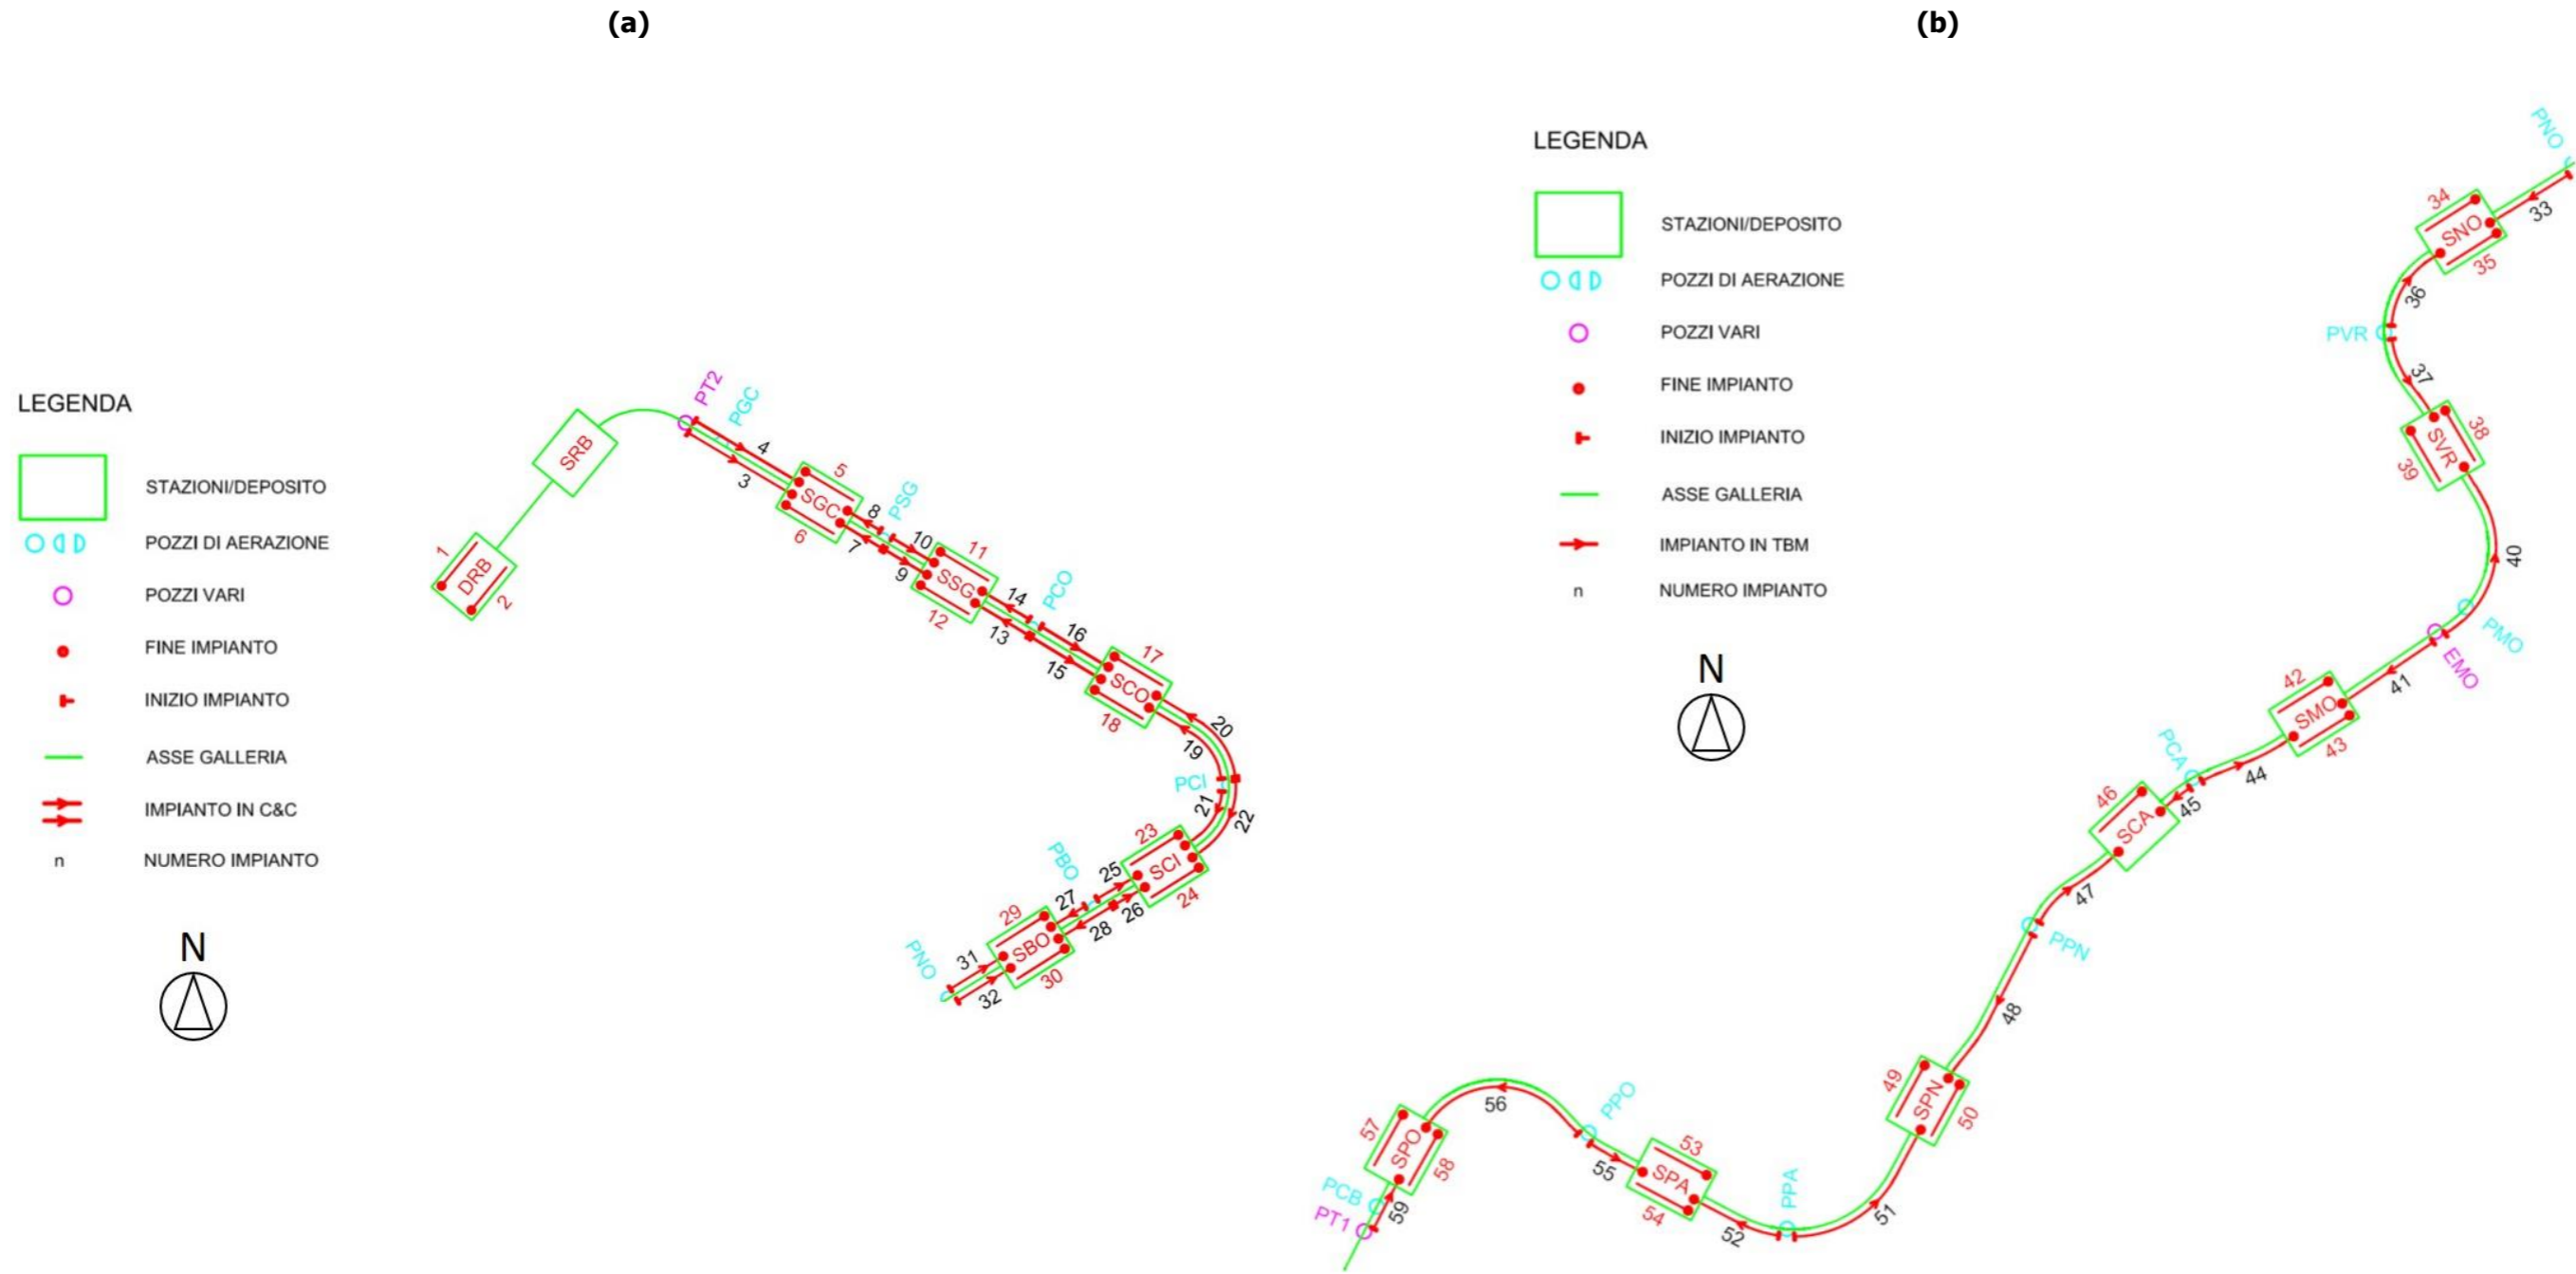 (a)
LEGENDA
STAZIONI/DEPOSITO
POZZI DI AERAZIONE
POZZI VARI
FINE IMPIANTO
INIZIO IMPIANTO
ASSE GALLERIA
IMPIANTO IN C&C
n NUMERO IMPIANTO
N
DRB
1
2
SRB
PT2
PGC
4
3
5
SGC
6
8
PSG
7
10
9
11
SSG
12
14
PCO
13
16
15
17
SCO
18
20
19
PCI
21
22
23
SCI
24
PBO
25
27
26
28
29
SBO
30
PNO
31
32
(b)
LEGENDA
STAZIONI/DEPOSITO
POZZI DI AERAZIONE
POZZI VARI
FINE IMPIANTO
INIZIO IMPIANTO
ASSE GALLERIA
IMPIANTO IN TBM
n NUMERO IMPIANTO
N
PNO
33
34
SNO
35
36
PVR
37
38
SVR
39
40
PMO
EMO
41
42
SMO
43
PCA
44
45
46
SCA
47
PPN
48
49
SPN
50
51
PPA
52
53
SPA
54
55
PPO
56
57
SPO
58
PCB
PT1
59